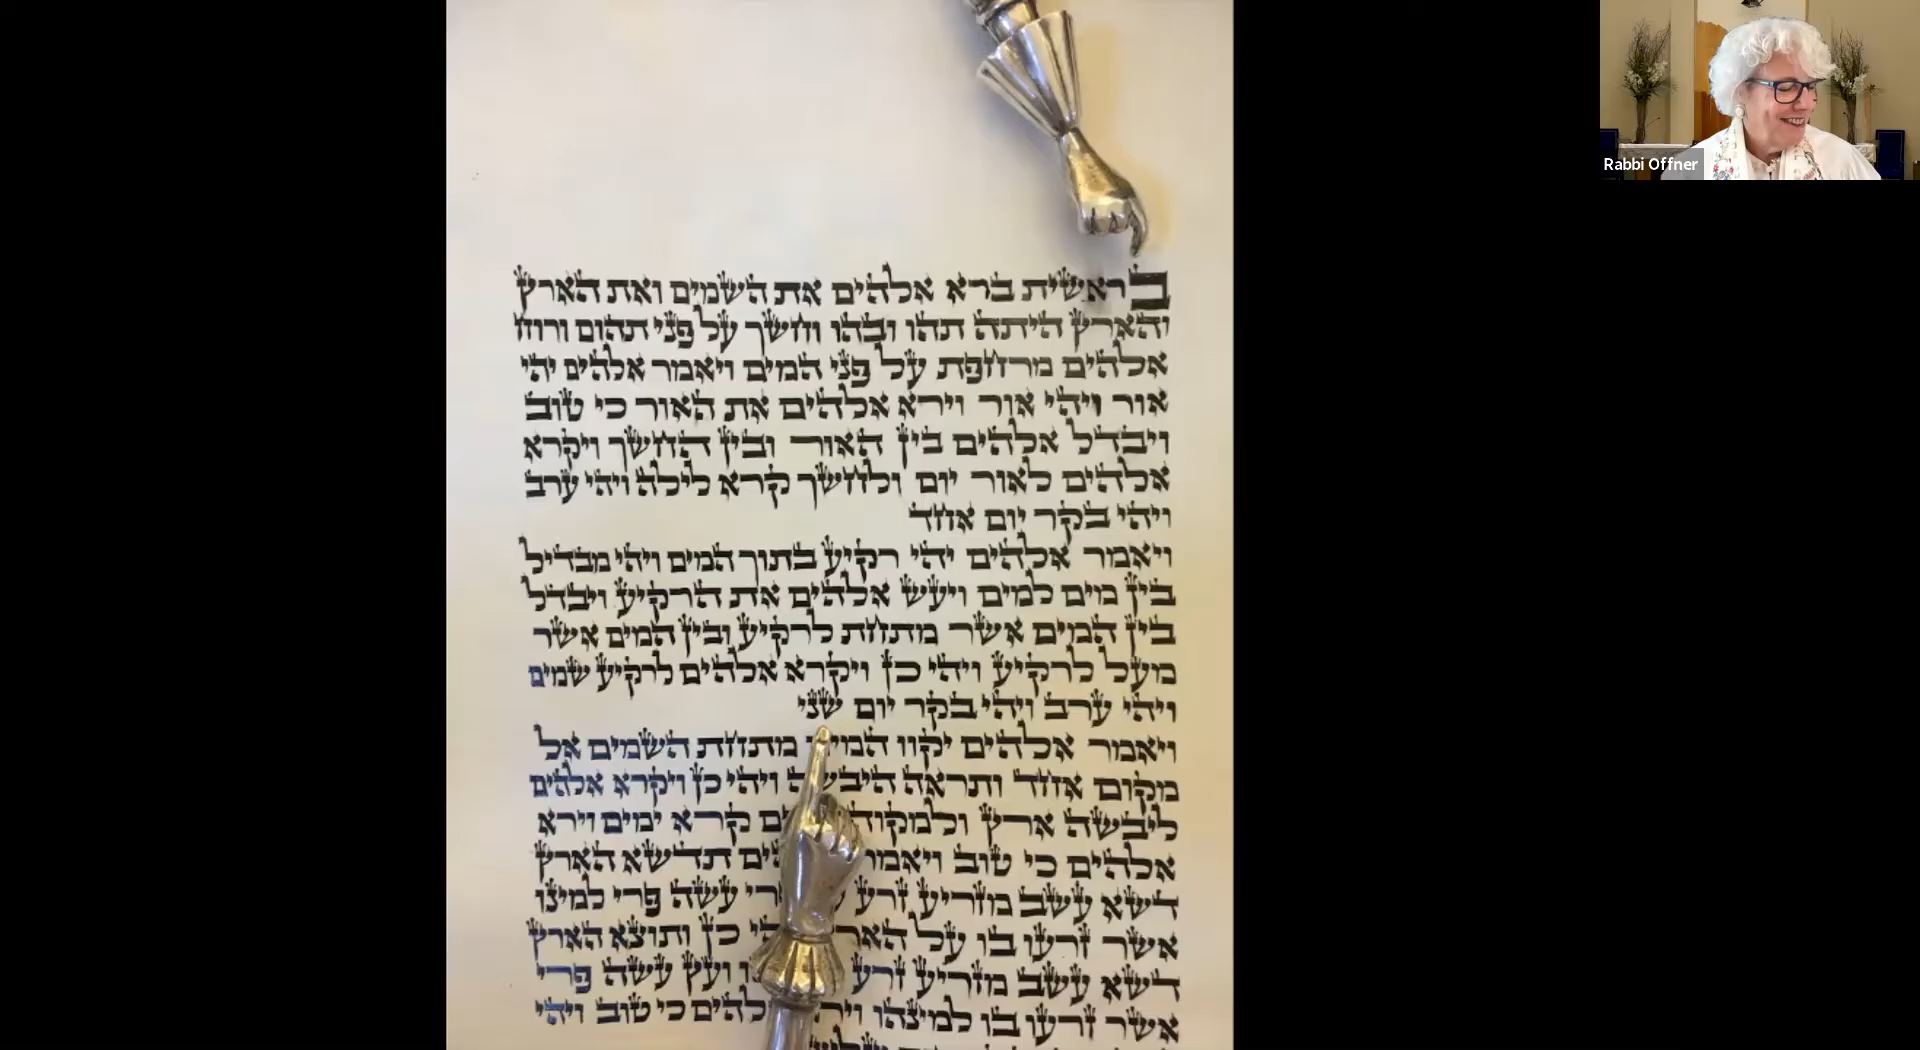 בראשית ברא אלהים את השמים ואת הארץ
והארץ היתה תהו ובהו וחשך על פני תהום ורוח
אלהים מרחפת על פני המים ויאמר אלהים יהי
אור ויהי אור וירא אלהים את האור כי טוב
ויבדל אלהים בין האור ובין החשך ויקרא
אלהים לאור יום ולחשך קרא לילה ויהי ערב
ויהי בקר יום אחד
ויאמר אלהים יהי רקיע בתוך המים ויהי מבדיל
בין מים למים ויעש אלהים את הרקיע ויבדל
בין המים אשר מתחת לרקיע ובין המים אשר
מעל לרקיע ויהי כן ויקרא אלהים לרקיע שמים
ויהי ערב ויהי בקר יום שני
ויאמר אלהים יקוו מתחת השמים אל
מקום אחד ותראה ויהי כן ויקרא אלהים
ליבשה ארץ קרא ימים וירא
אלהים כי טוב ויאמר תדשא הארץ
דשא עשב מזריע זרע עשה פרי למינו
אשר זרעו בו על כן ותוצא הארץ
דשא עשב מזריע זרע ועץ עשה פרי
אשר זרעו בו למינהו כי טוב ויהי
Rabbi Offner